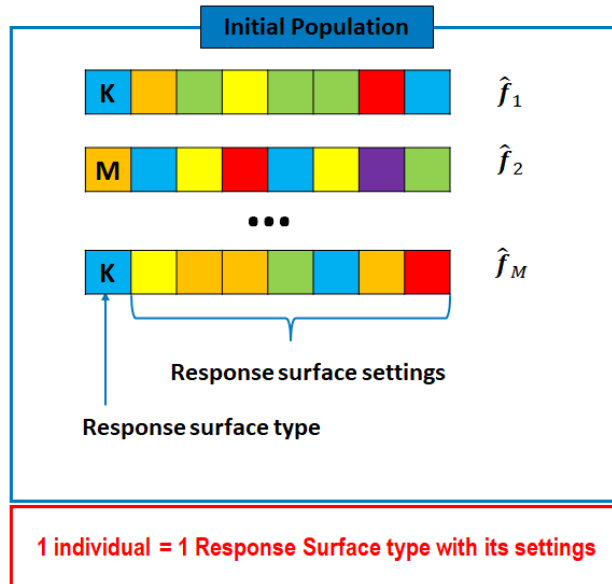 Initial Population
K f̂₁
M f̂₂
...
K f̂_M
Response surface settings
Response surface type
1 individual = 1 Response Surface type with its settings